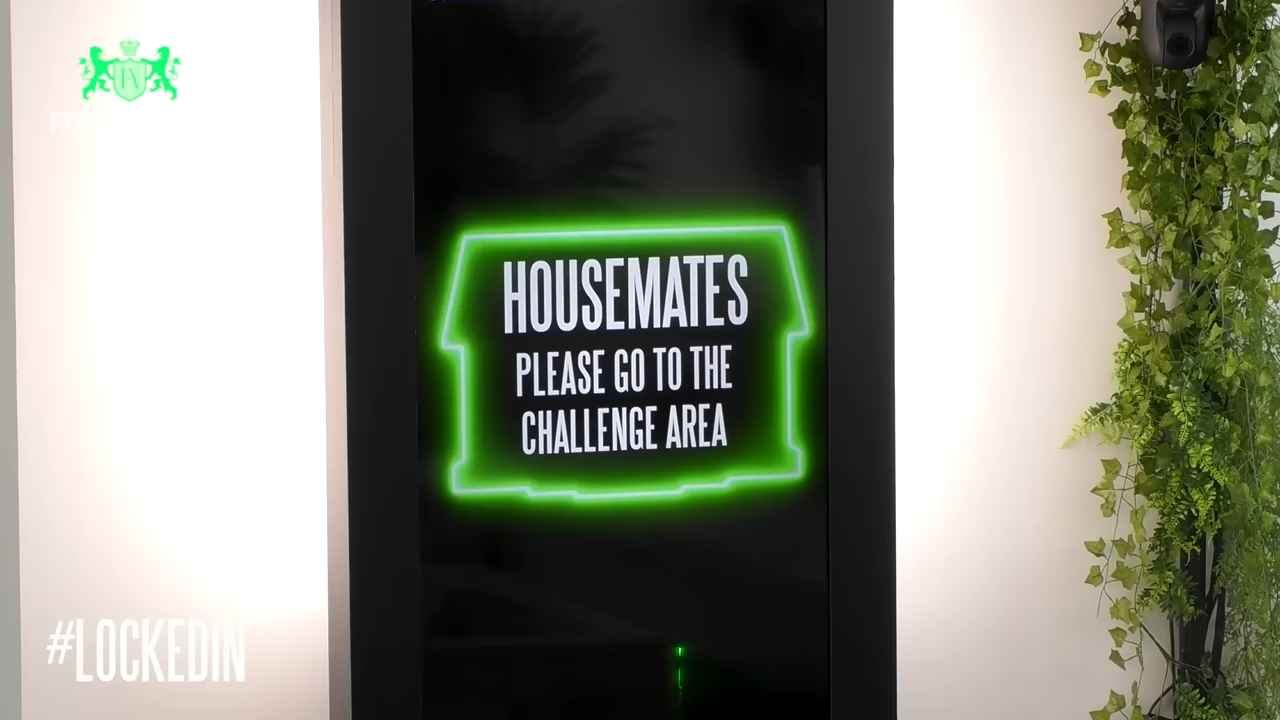 HOUSEMATES
PLEASE GO TO THE
CHALLENGE AREA
#LOCKEDIN